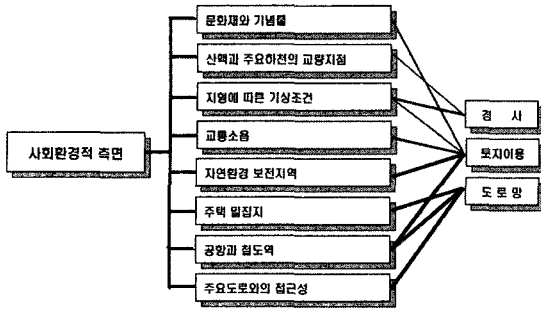 문화재와 기념물
산맥과 주요하천의 교량지점
지형에 따른 기상조건
교통소음
자연환경 보전지역
주택 밀집지
공항과 철도역
주요도로와의 접근성
사회환경적 측면
경 사
토지이용
도 로 망